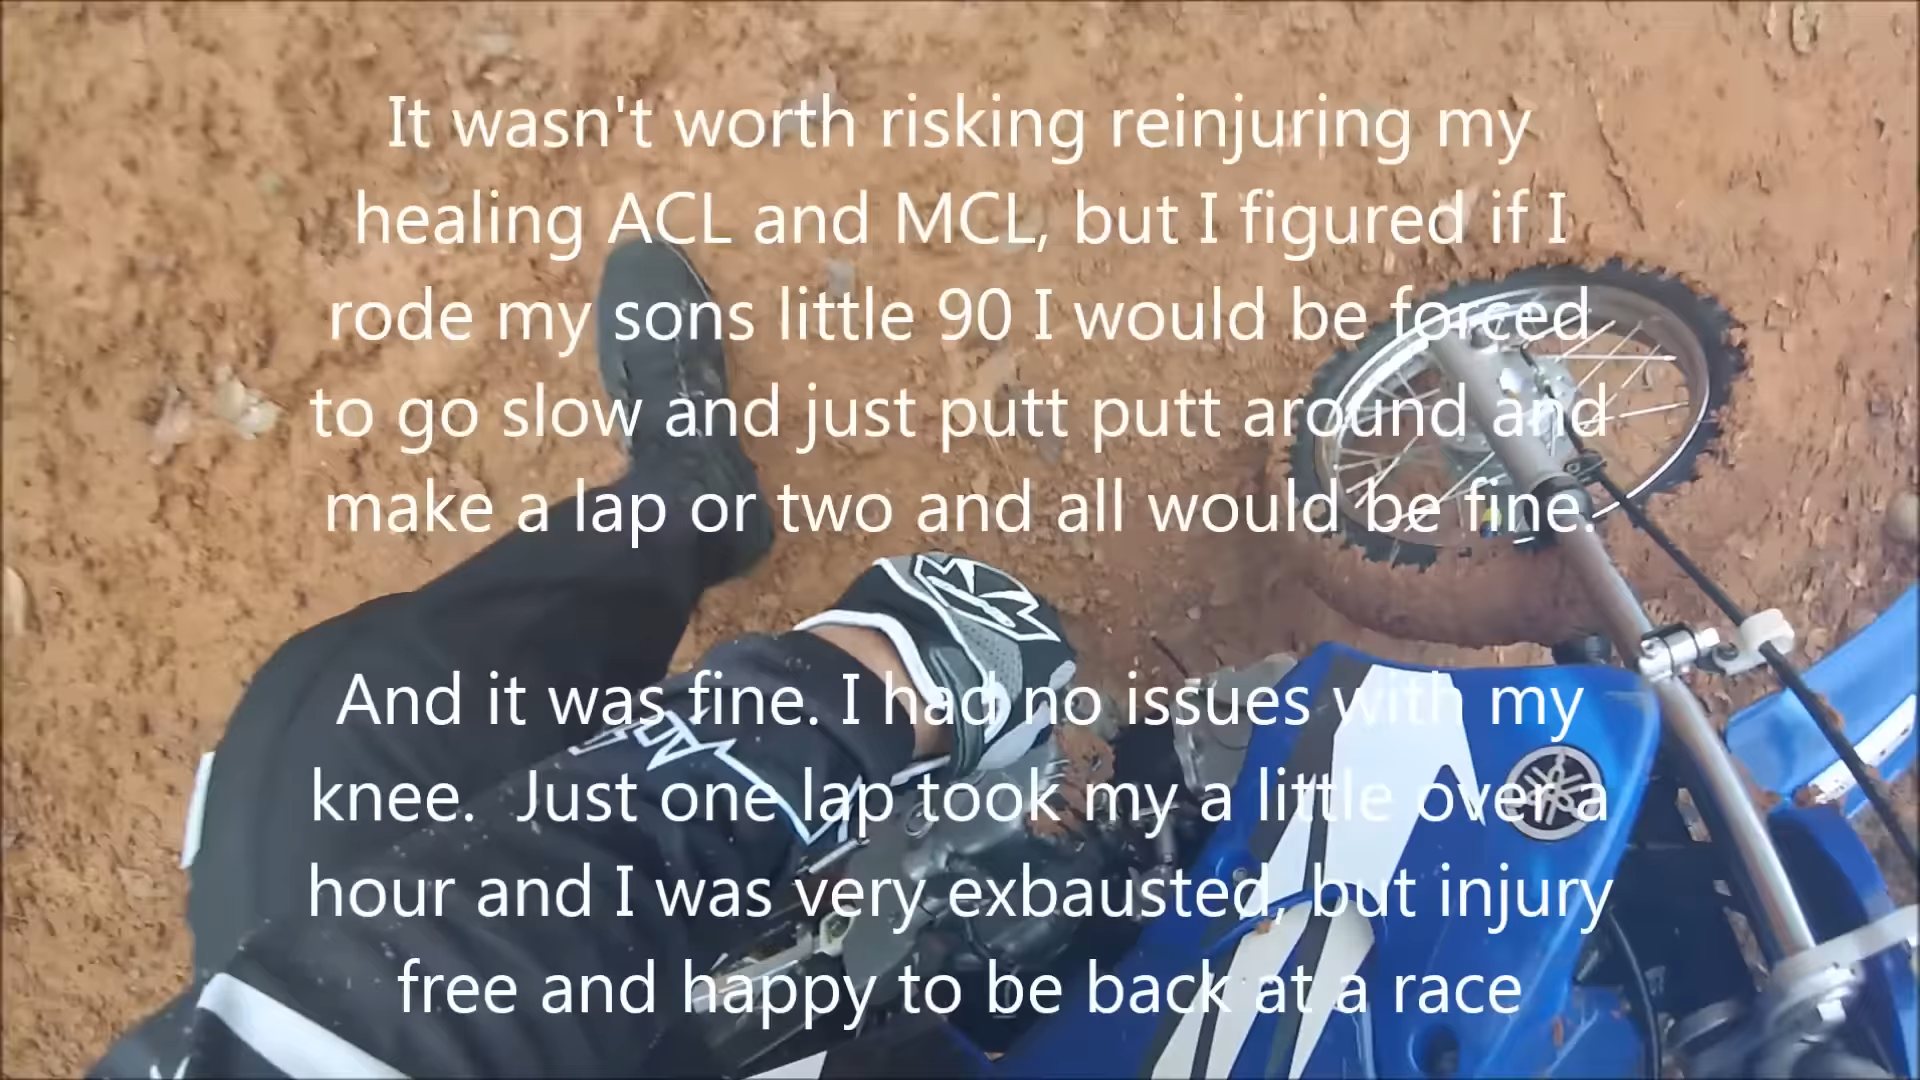 It wasn't worth risking reinjuring my
healing ACL and MCL, but I figured if I
rode my sons little 90 I would be forced
to go slow and just putt putt around and
make a lap or two and all would be fine.
And it was fine. I had no issues with my
knee.  Just one lap took my a little over a
hour and I was very exbausted, but injury
free and happy to be back at a race